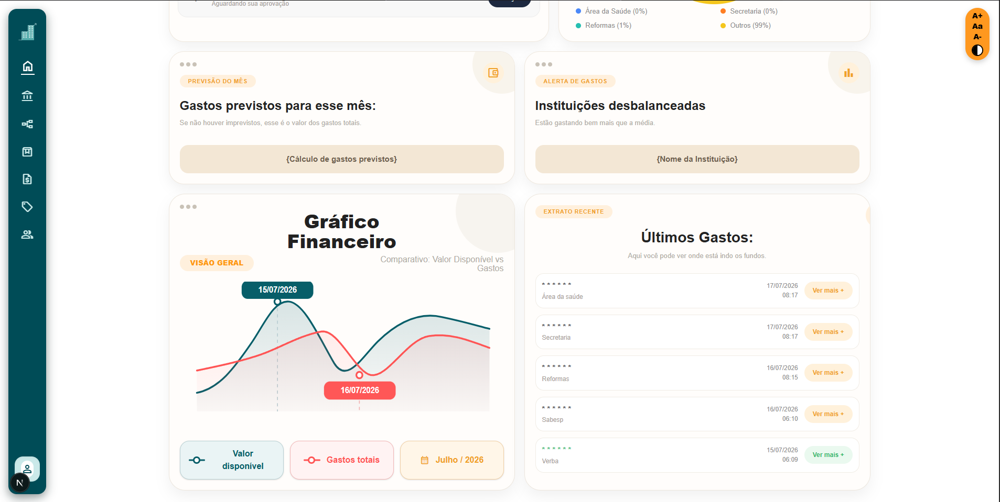 Aguardando sua aprovação
Área da Saúde (0%)
Secretaria (0%)
Reformas (1%)
Outros (99%)
A+
Aa
A-
PREVISÃO DO MÊS
Gastos previstos para esse mês:
Se não houver imprevistos, esse é o valor dos gastos totais.
{Cálculo de gastos previstos}
ALERTA DE GASTOS
Instituições desbalanceadas
Estão gastando bem mais que a média.
{Nome da Instituição}
Gráfico
Financeiro
VISÃO GERAL
Comparativo: Valor Disponível vs
Gastos
15/07/2026
16/07/2026
Valor
disponível
Gastos totais
Julho / 2026
EXTRATO RECENTE
Últimos Gastos:
Aqui você pode ver onde está indo os fundos.
* * * * * *
Área da saúde
17/07/2026
08:17
Ver mais +
* * * * * *
Secretaria
17/07/2026
08:17
Ver mais +
* * * * * *
Reformas
16/07/2026
08:15
Ver mais +
* * * * * *
Sabesp
16/07/2026
06:10
Ver mais +
* * * * * *
Verba
15/07/2026
06:09
Ver mais +
N